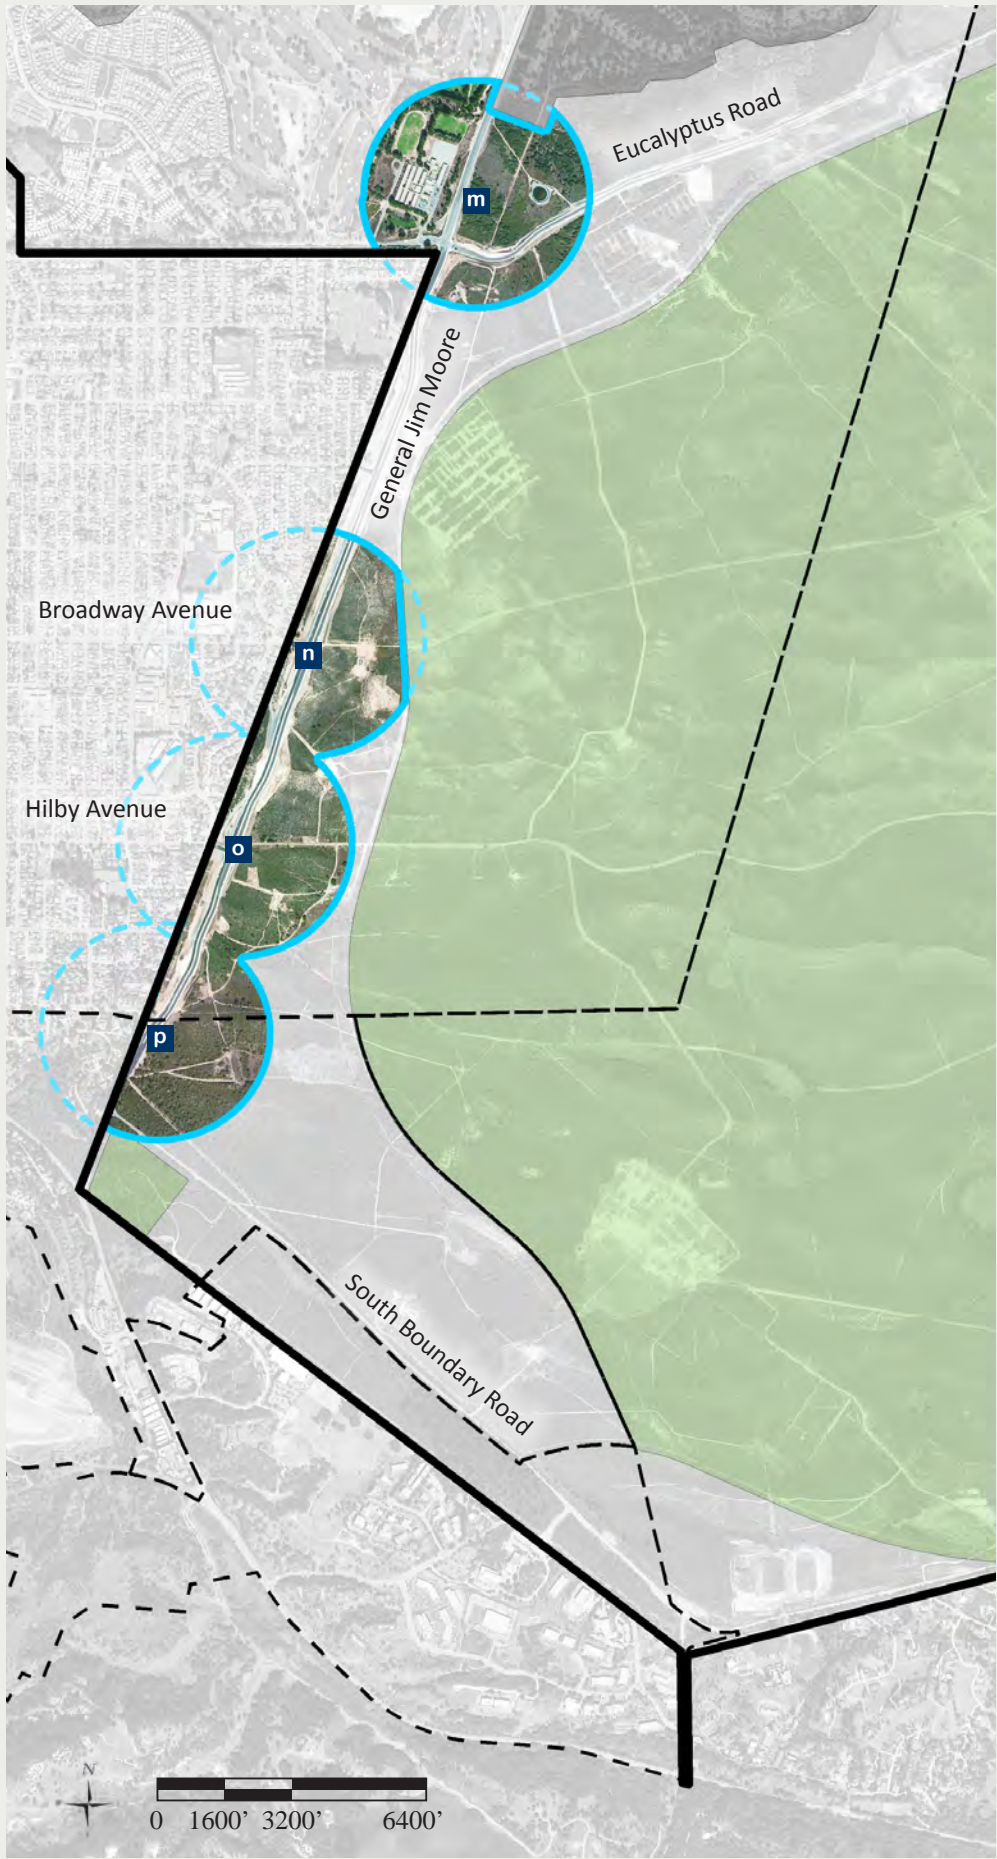 Eucalyptus Road
m
General Jim Moore
Broadway Avenue
n
Hilby Avenue
o
p
South Boundary Road
N
0 1600’ 3200’ 6400’